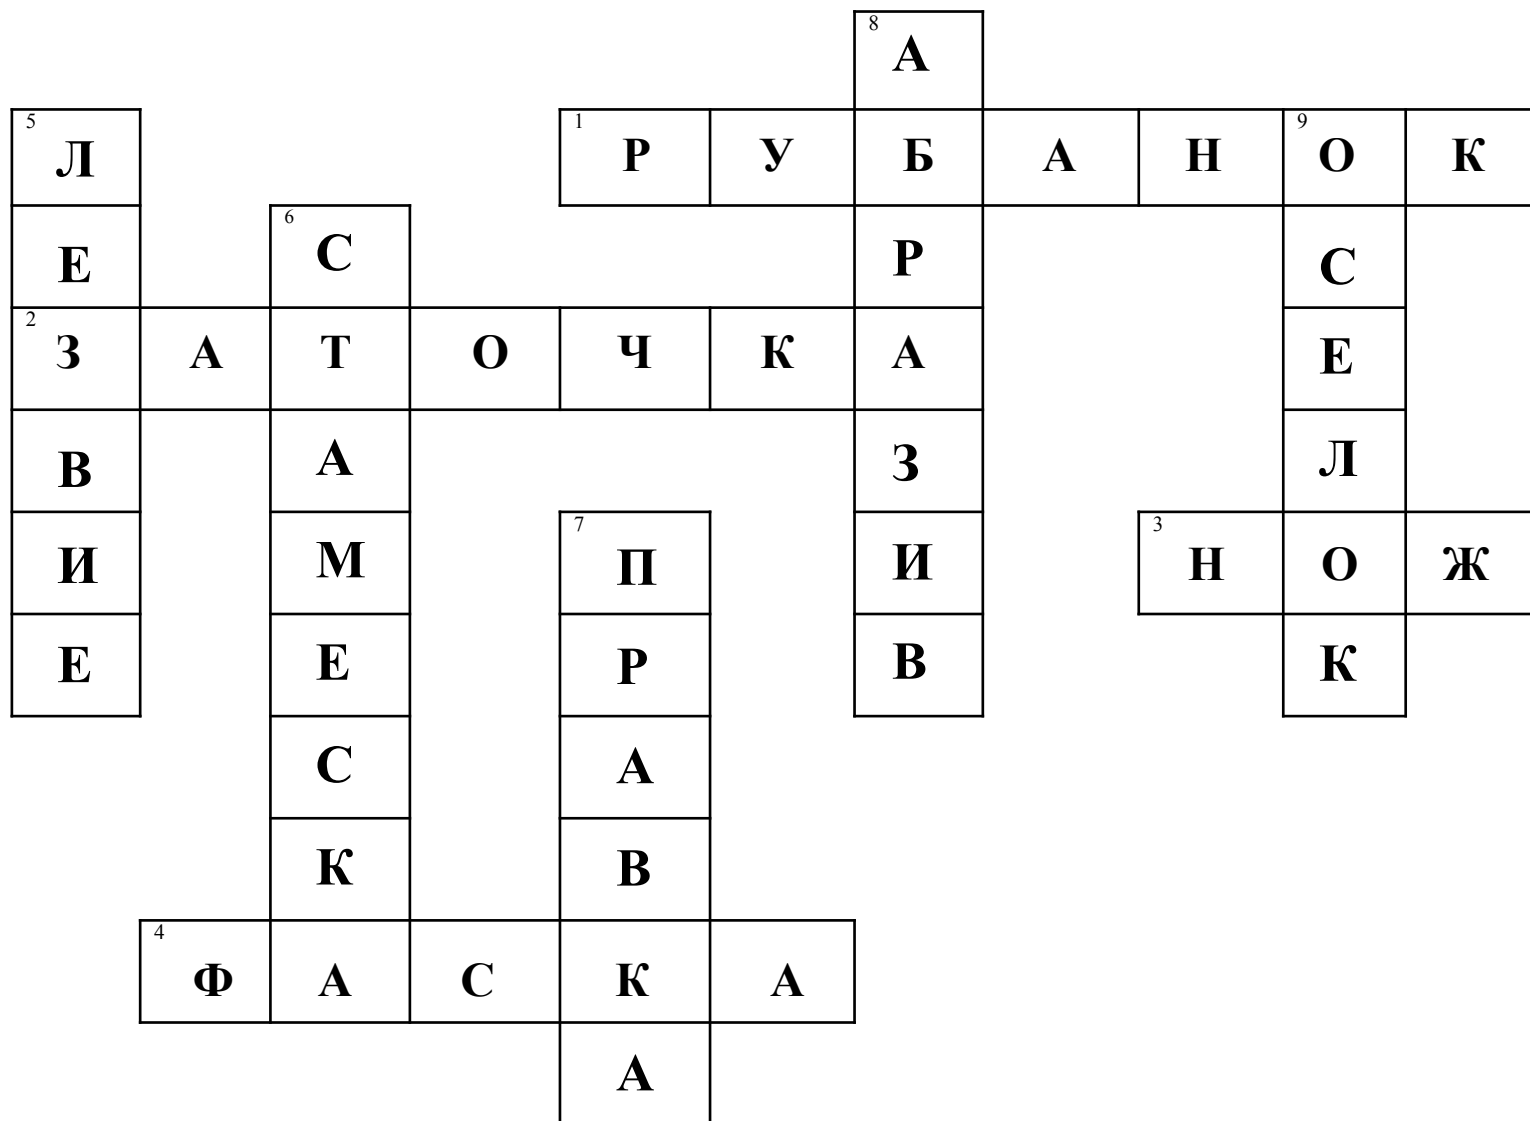 8 А
5 Л 1 Р У Б А Н 9 О К
Е 6 С Р С
2 З А Т О Ч К А Е
В А З Л
И М 7 П И 3 Н О Ж
Е Е Р В К
С А
К В
4 Ф А С К А
А